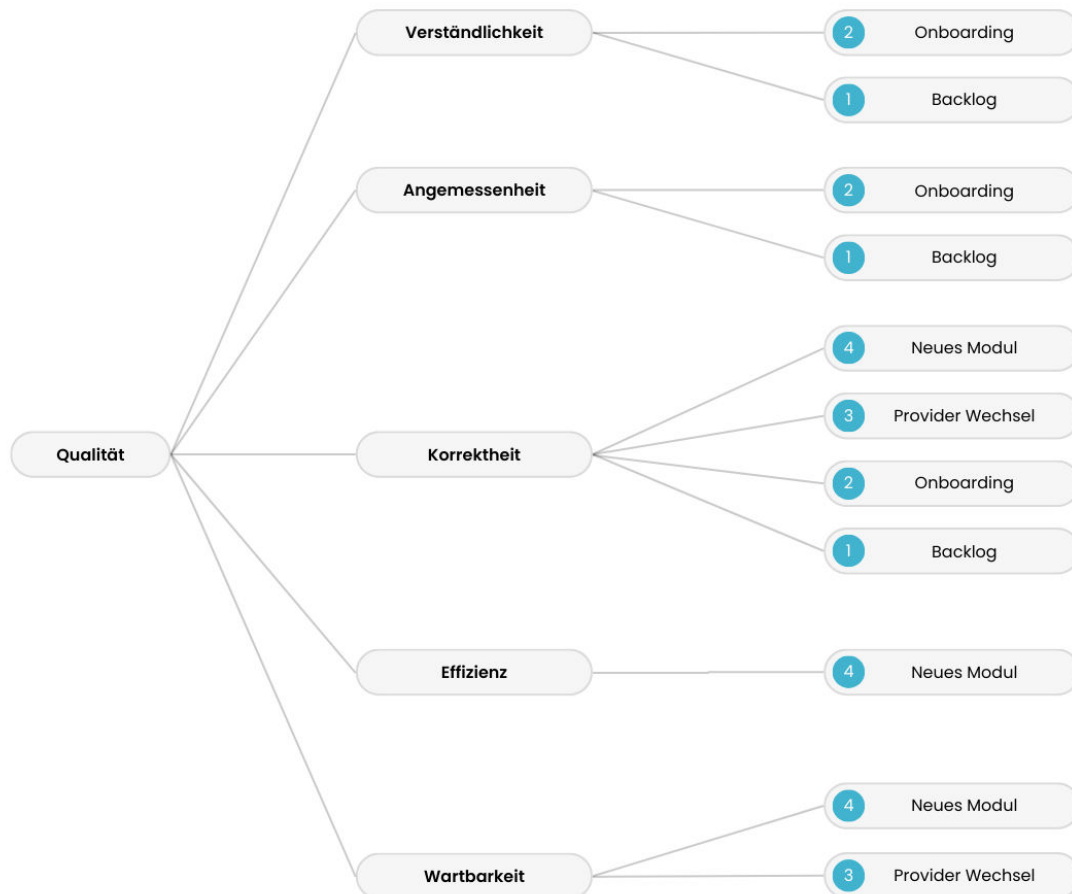 Verständlichkeit
2 Onboarding
1 Backlog
Angemessenheit
2 Onboarding
1 Backlog
Qualität
Korrektheit
4 Neues Modul
3 Provider Wechsel
2 Onboarding
1 Backlog
Effizienz
4 Neues Modul
Wartbarkeit
4 Neues Modul
3 Provider Wechsel